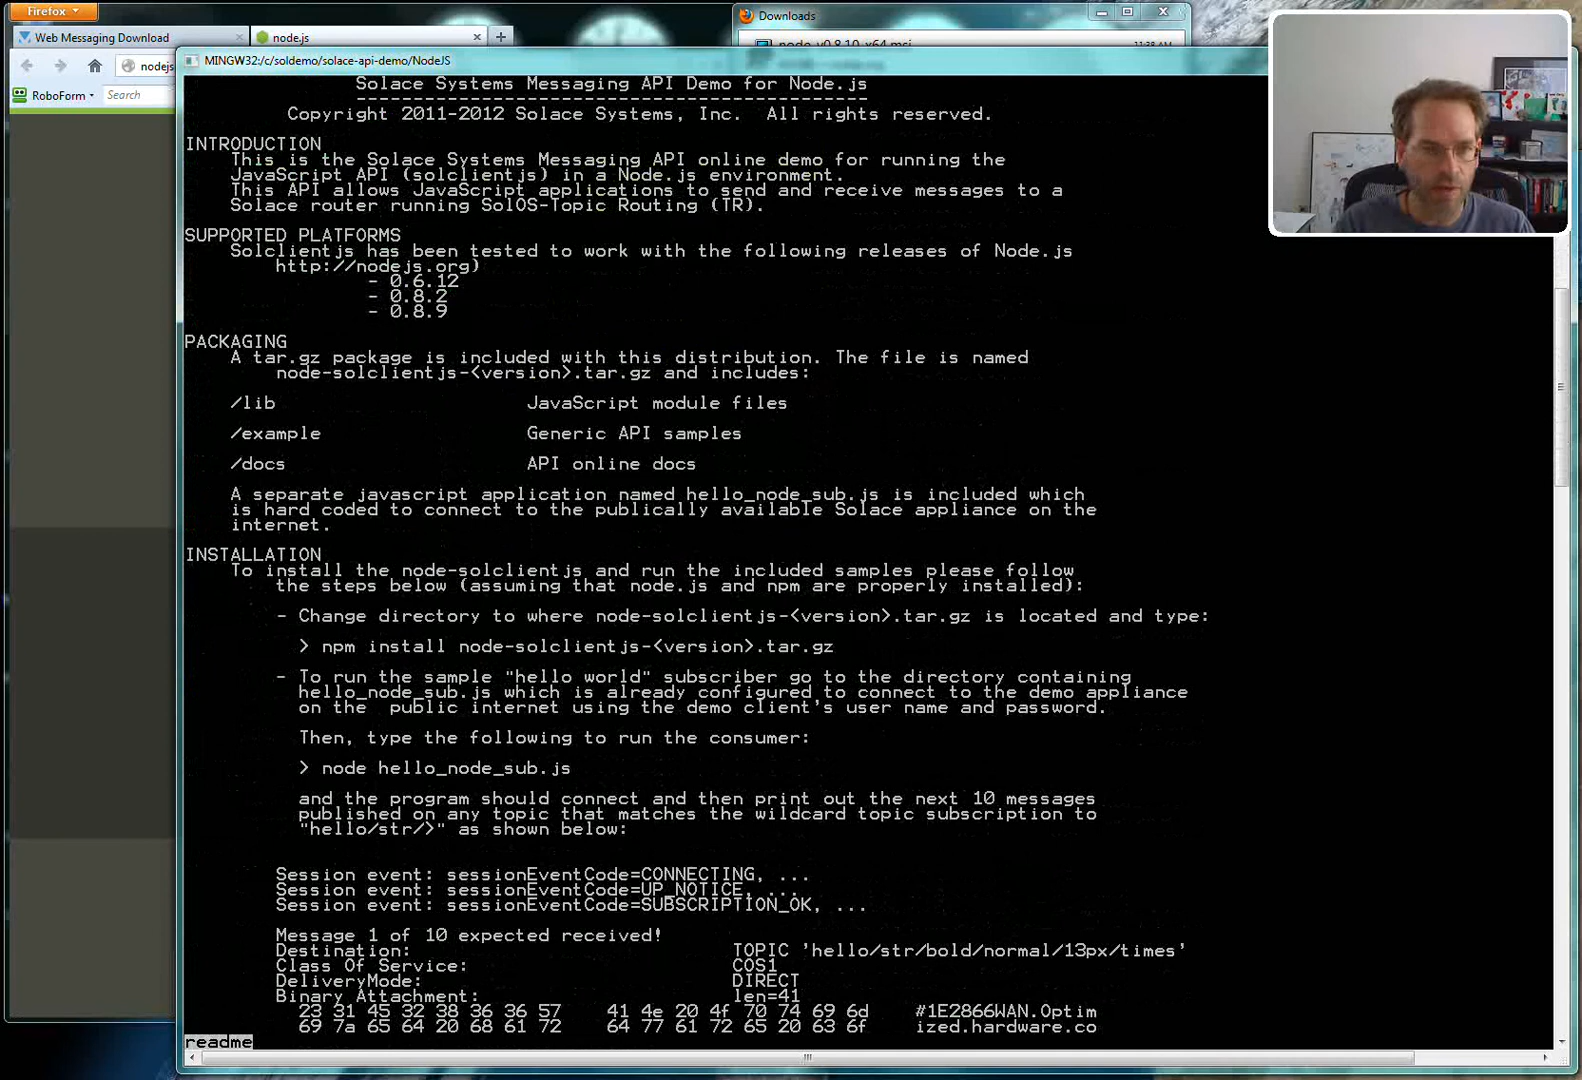 Firefox
Web Messaging Download
node.js
Downloads
nodejs
RoboForm
Search
MINGW32:/c/soldemo/solace-api-demo/NodeJS
Solace Systems Messaging API Demo for Node.js
---------------------------------------------
Copyright 2011-2012 Solace Systems, Inc.  All rights reserved.
INTRODUCTION
This is the Solace Systems Messaging API online demo for running the
JavaScript API (solclientjs) in a Node.js environment.
This API allows JavaScript applications to send and receive messages to a
Solace router running SolOS-Topic Routing (TR).
SUPPORTED PLATFORMS
Solclientjs has been tested to work with the following releases of Node.js
http://nodejs.org)
- 0.6.12
- 0.8.2
- 0.8.9
PACKAGING
A tar.gz package is included with this distribution. The file is named
node-solclientjs-<version>.tar.gz and includes:
/lib JavaScript module files
/example Generic API samples
/docs API online docs
A separate javascript application named hello_node_sub.js is included which
is hard coded to connect to the publically available Solace appliance on the
internet.
INSTALLATION
To install the node-solclientjs and run the included samples please follow
the steps below (assuming that node.js and npm are properly installed):
- Change directory to where node-solclientjs-<version>.tar.gz is located and type:
> npm install node-solclientjs-<version>.tar.gz
- To run the sample "hello world" subscriber go to the directory containing
hello_node_sub.js which is already configured to connect to the demo appliance
on the  public internet using the demo client's user name and password.
Then, type the following to run the consumer:
> node hello_node_sub.js
and the program should connect and then print out the next 10 messages
published on any topic that matches the wildcard topic subscription to
"hello/str/>" as shown below:
Session event: sessionEventCode=CONNECTING, ...
Session event: sessionEventCode=UP_NOTICE, ...
Session event: sessionEventCode=SUBSCRIPTION_OK, ...
Message 1 of 10 expected received!
Destination: TOPIC 'hello/str/bold/normal/13px/times'
Class Of Service: COS1
DeliveryMode: DIRECT
Binary Attachment: len=41
23 31 45 32 38 36 36 57    41 4e 20 4f 70 74 69 6d    #1E2866WAN.Optim
69 7a 65 64 20 68 61 72    64 77 61 72 65 20 63 6f    ized.hardware.co
readme